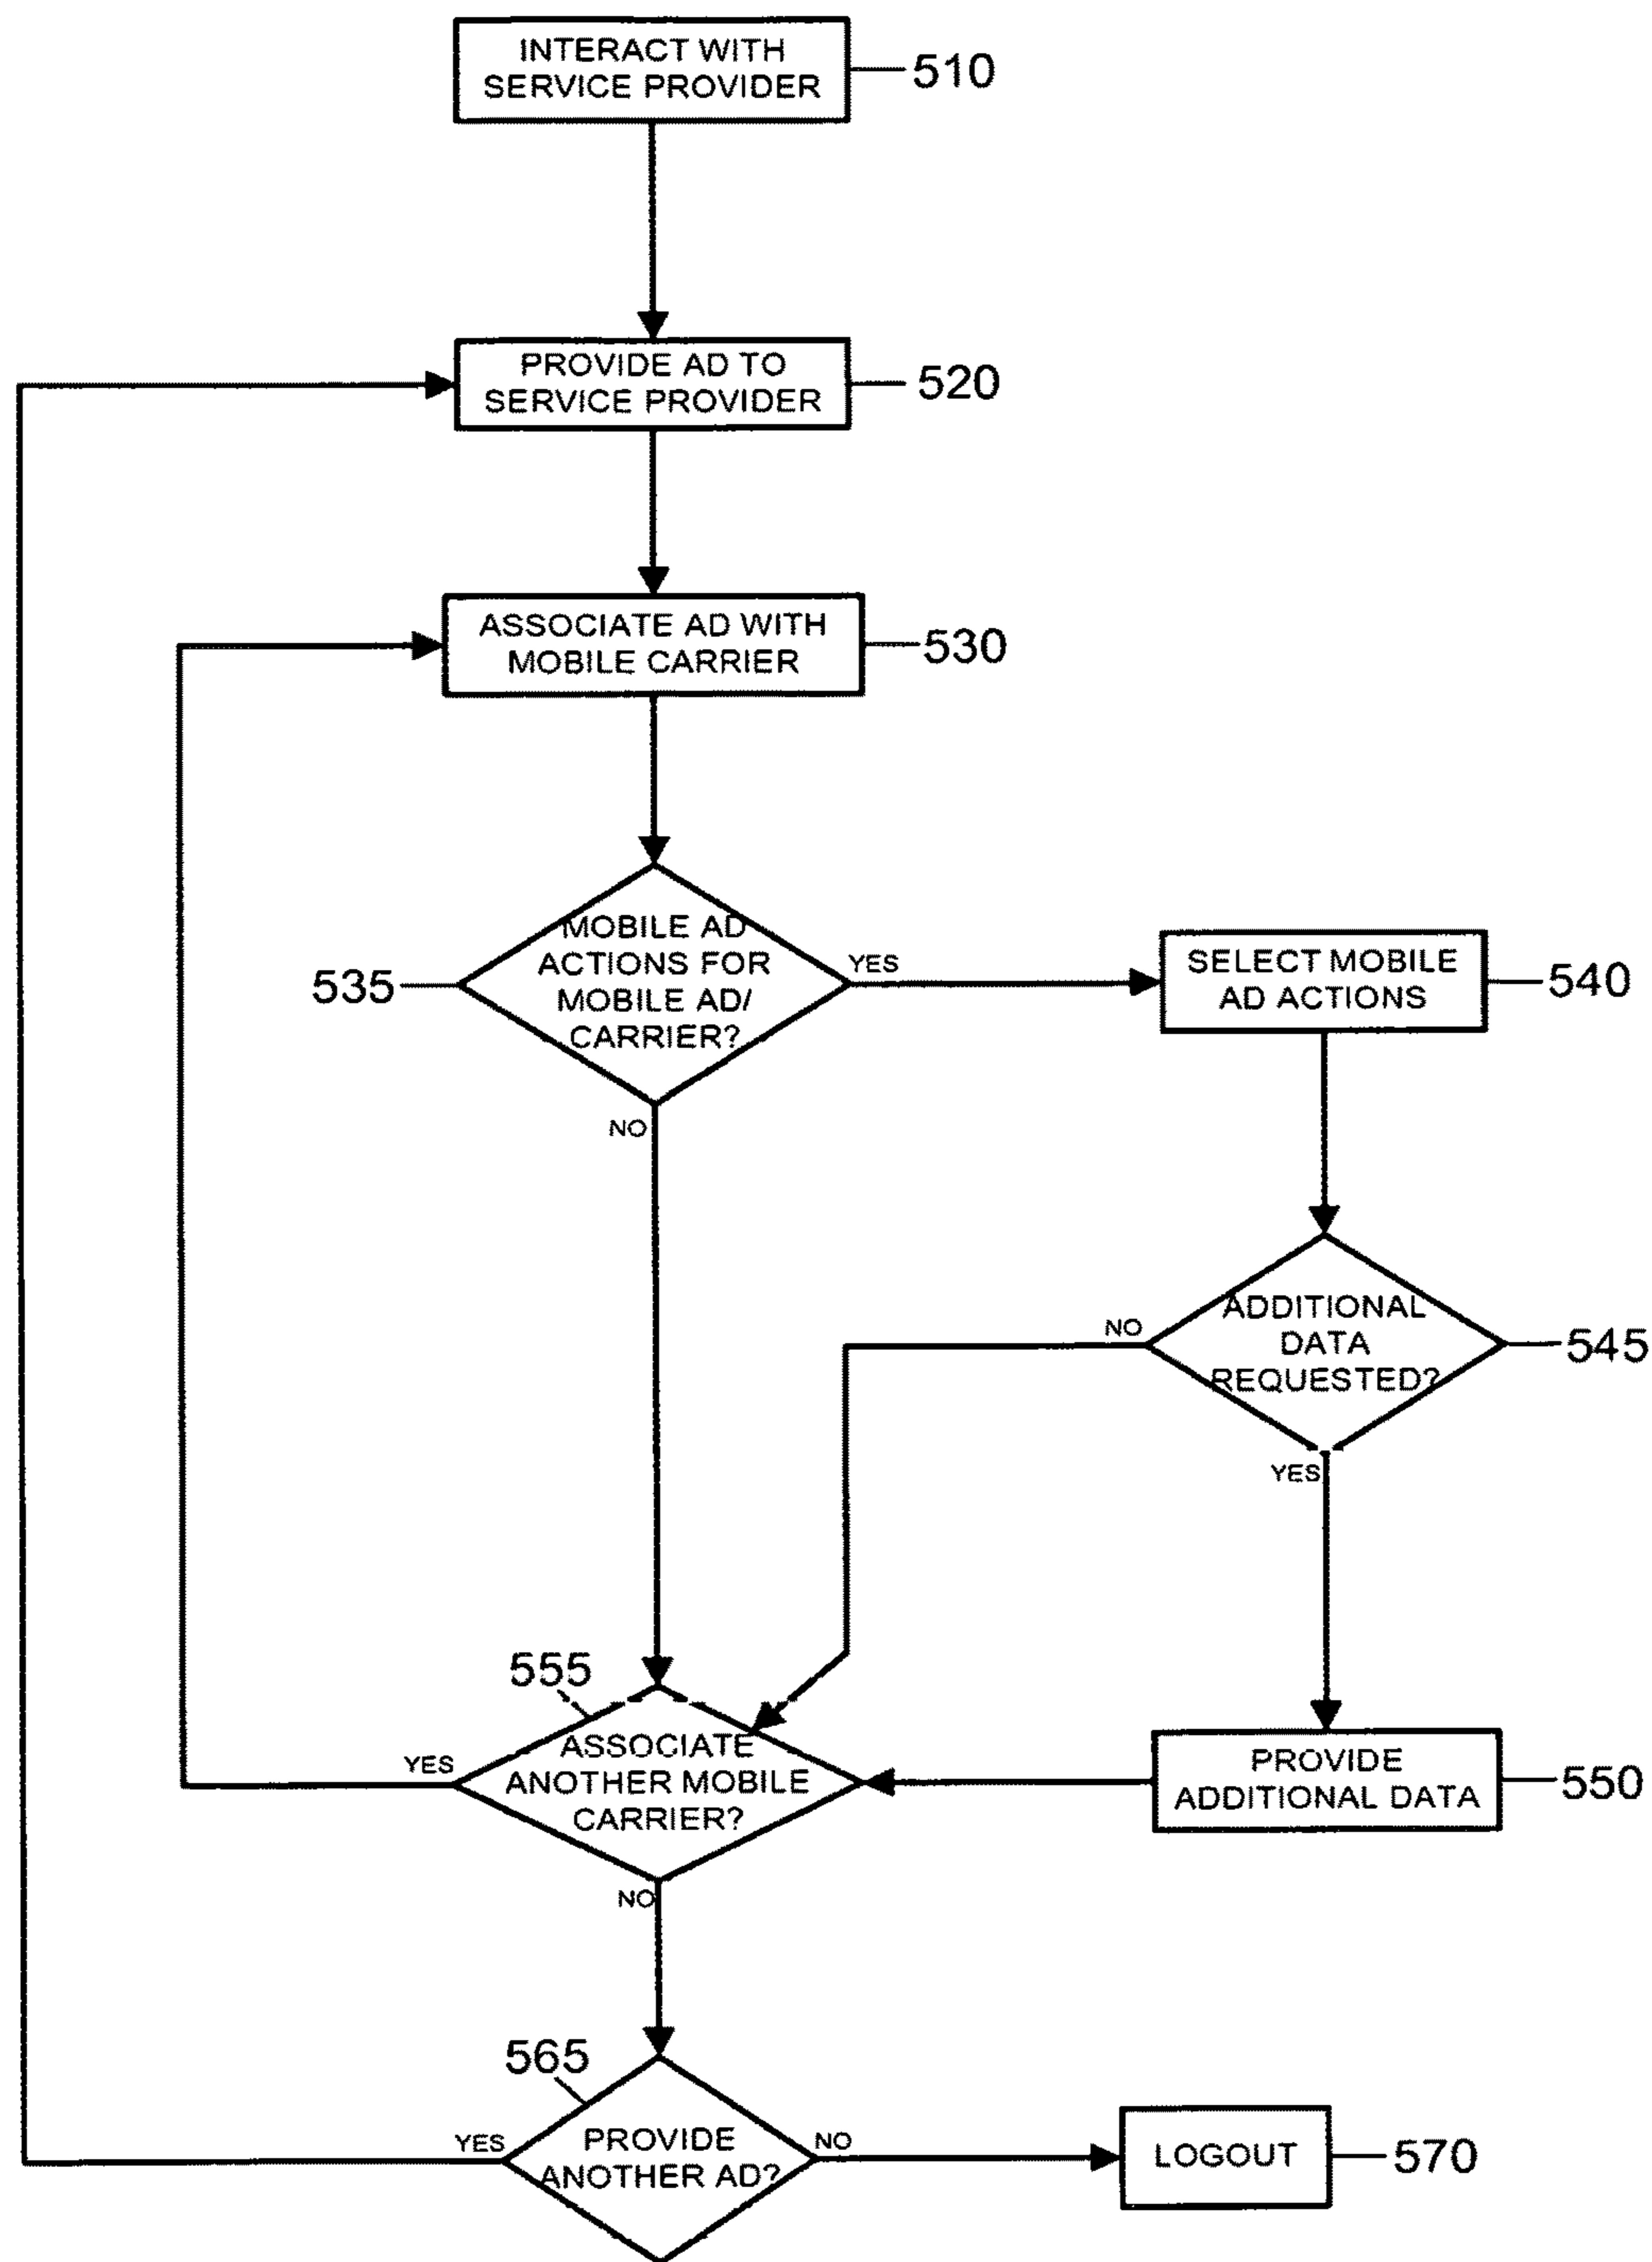 INTERACT WITH
SERVICE PROVIDER
510
PROVIDE AD TO
SERVICE PROVIDER
520
ASSOCIATE AD WITH
MOBILE CARRIER
530
MOBILE AD
ACTIONS FOR
MOBILE AD/
CARRIER?
535
YES
NO
SELECT MOBILE
AD ACTIONS
540
ADDITIONAL
DATA
REQUESTED?
545
NO
YES
PROVIDE
ADDITIONAL DATA
550
555
ASSOCIATE
ANOTHER MOBILE
CARRIER?
YES
NO
565
PROVIDE
ANOTHER AD?
YES
NO
LOGOUT
570